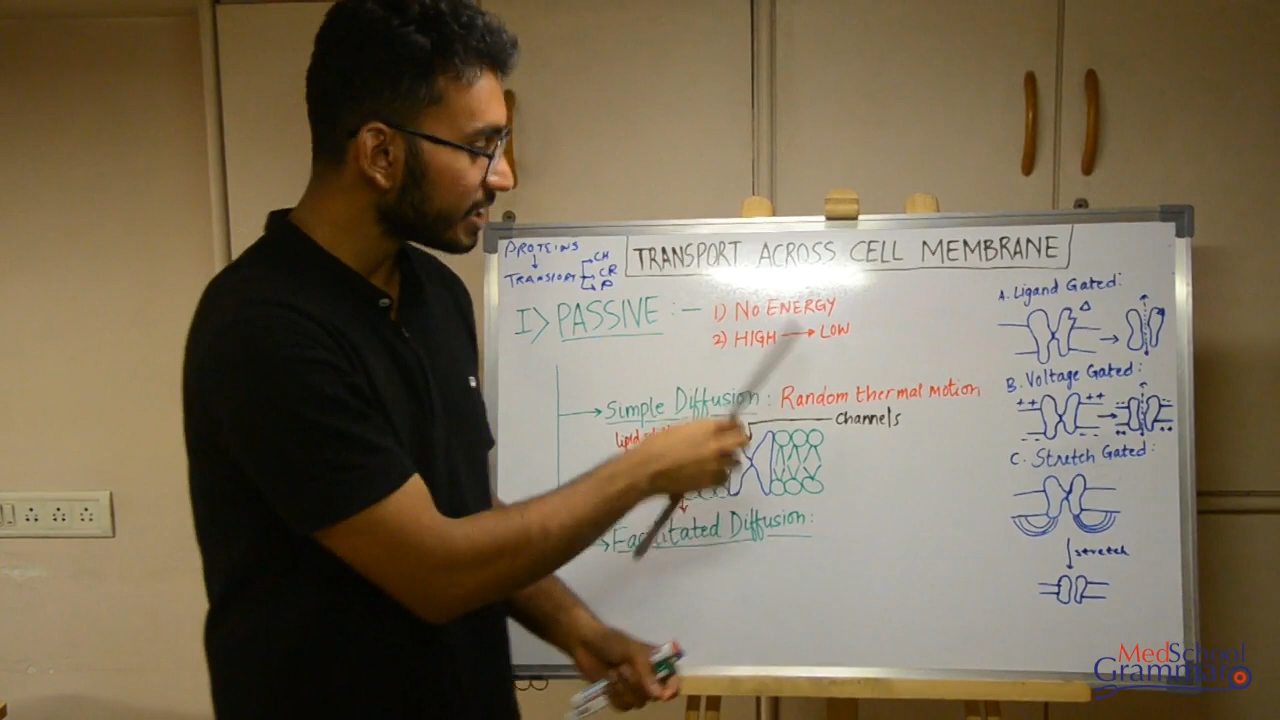 PROTEINS
TRANSPORT
CH
CR
P
TRANSPORT ACROSS CELL MEMBRANE
I> PASSIVE : —
1) NO ENERGY
2) HIGH → LOW
→ Simple Diffusion : Random thermal motion
Channels
→ Facilitated Diffusion :
A. Ligand Gated :
B. Voltage Gated :
++ ++
-- --
-- --
++ ++
C. Stretch Gated :
stretch
MedSchool
Grammar